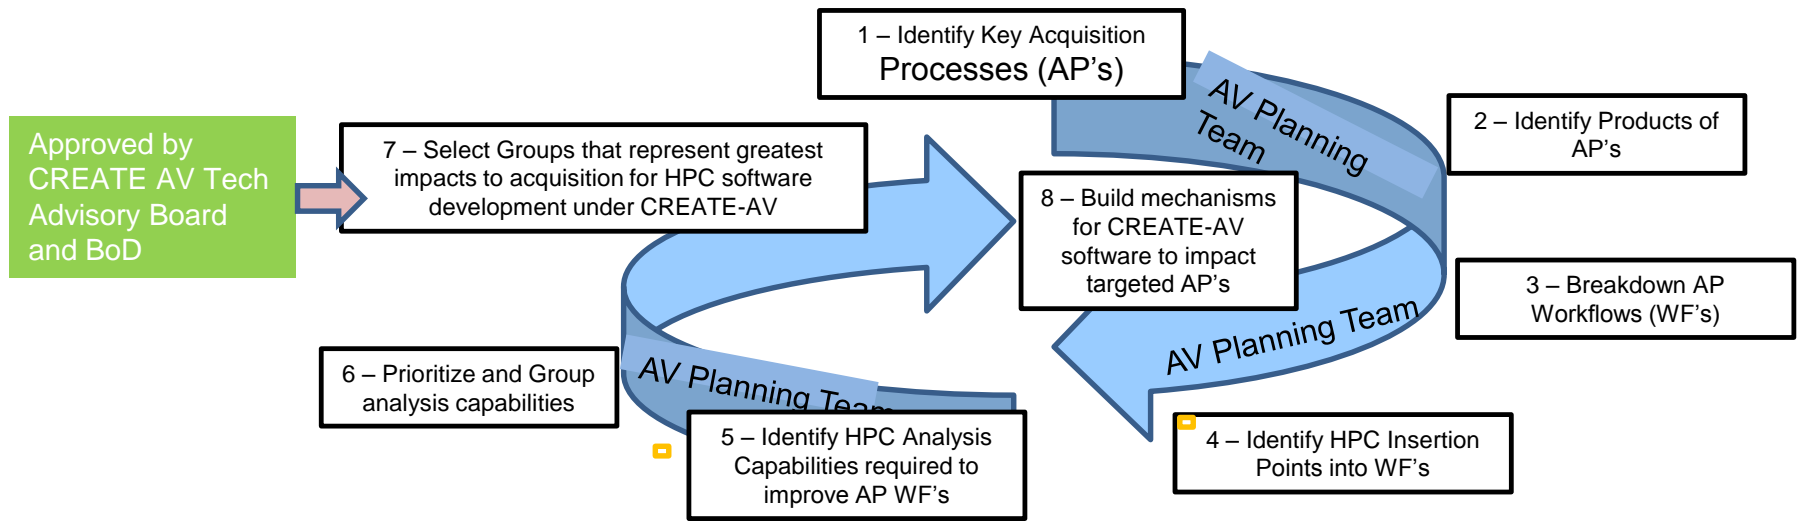 1 – Identify Key Acquisition
Processes (AP's)
AV Planning
Team
2 – Identify Products of
AP's
Approved by
CREATE AV Tech
Advisory Board
and BoD
7 – Select Groups that represent greatest
impacts to acquisition for HPC software
development under CREATE-AV
8 – Build mechanisms
for CREATE-AV
software to impact
targeted AP's
3 – Breakdown AP
Workflows (WF's)
AV Planning Team
6 – Prioritize and Group
analysis capabilities
AV Planning Team
5 – Identify HPC Analysis
Capabilities required to
improve AP WF's
4 – Identify HPC Insertion
Points into WF's